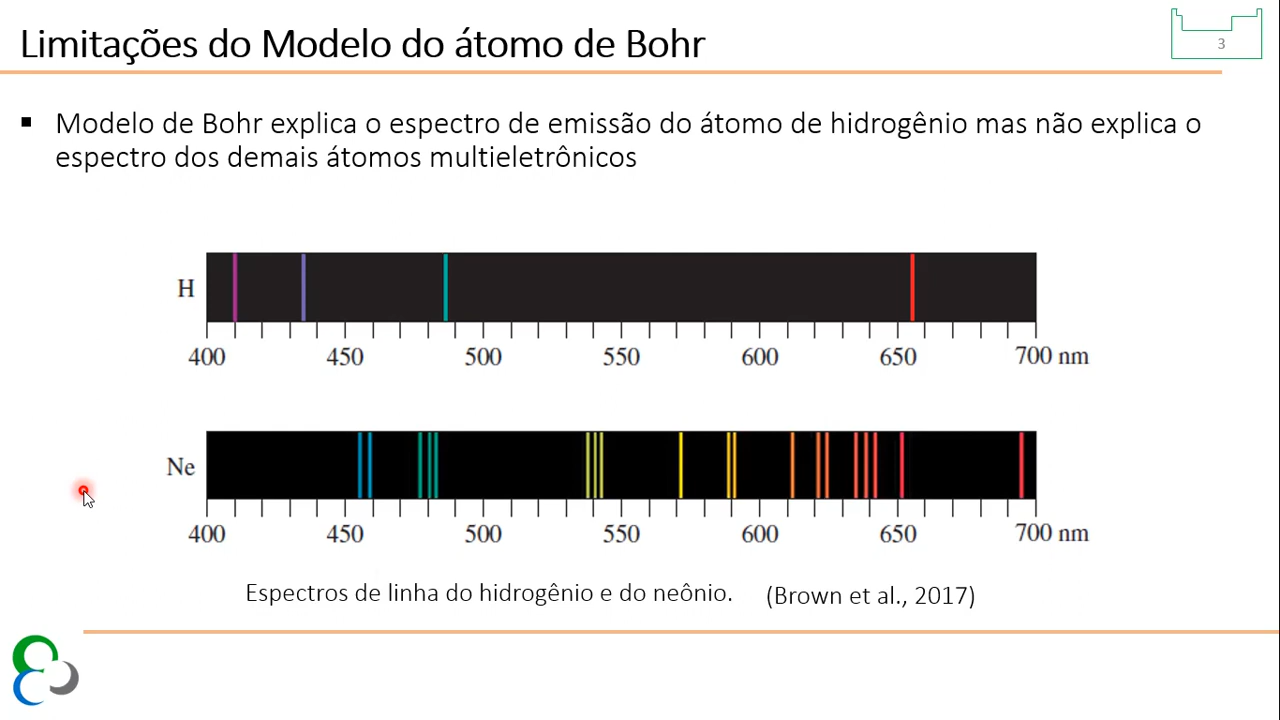 Limitações do Modelo do átomo de Bohr
3
▪ Modelo de Bohr explica o espectro de emissão do átomo de hidrogênio mas não explica o
espectro dos demais átomos multieletrônicos
H
400 450 500 550 600 650 700 nm
Ne
400 450 500 550 600 650 700 nm
Espectros de linha do hidrogênio e do neônio. (Brown et al., 2017)